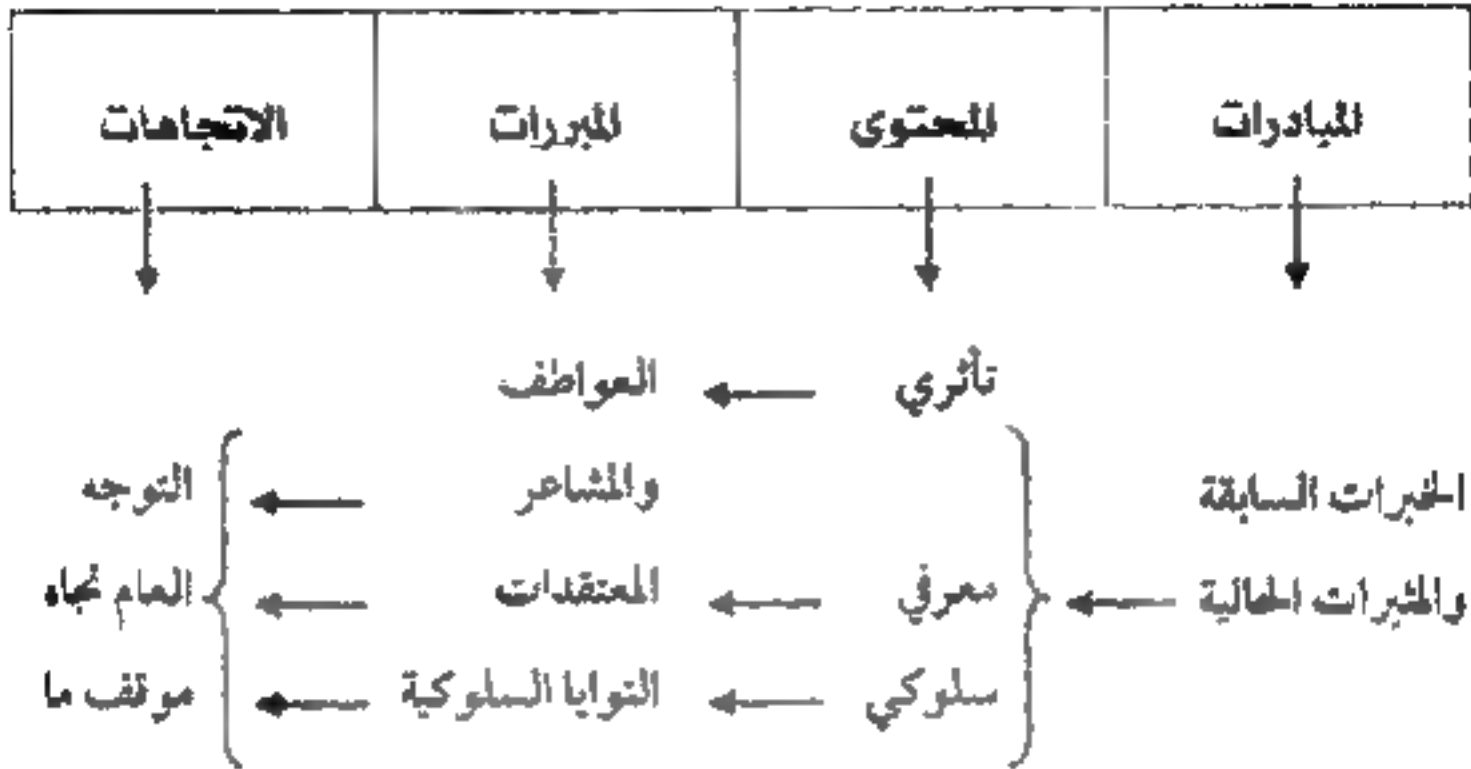 المبادرات المحتوى المبررات الاتجاهات
تأثري العواطف
الخبرات السابقة والمشاعر التوجه
والمثيرات الحالية معرفي المعتقدات العام تجاه
سلوكي النوايا السلوكية موقف ما